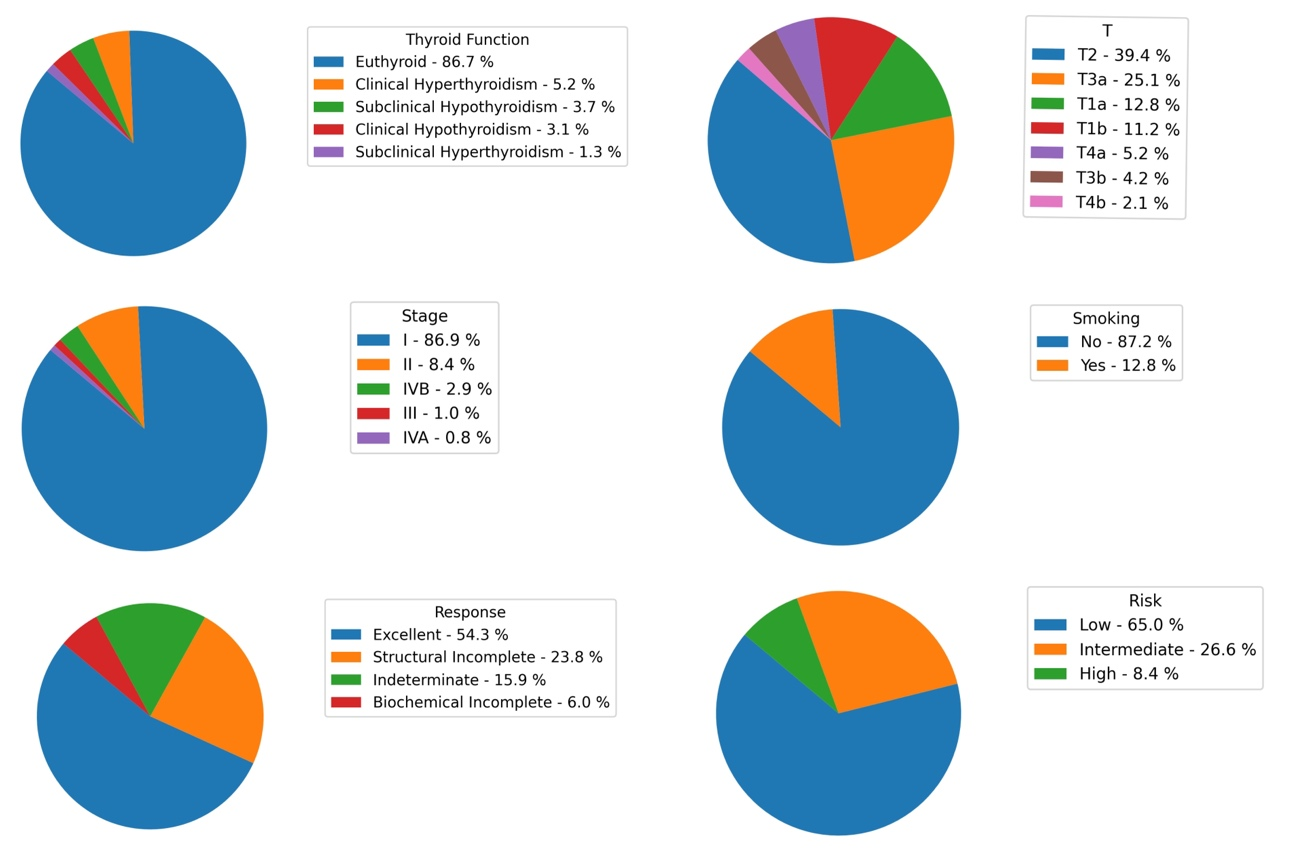 Thyroid Function
Euthyroid - 86.7 %
Clinical Hyperthyroidism - 5.2 %
Subclinical Hypothyroidism - 3.7 %
Clinical Hypothyroidism - 3.1 %
Subclinical Hyperthyroidism - 1.3 %
T
T2 - 39.4 %
T3a - 25.1 %
T1a - 12.8 %
T1b - 11.2 %
T4a - 5.2 %
T3b - 4.2 %
T4b - 2.1 %
Stage
I - 86.9 %
II - 8.4 %
IVB - 2.9 %
III - 1.0 %
IVA - 0.8 %
Smoking
No - 87.2 %
Yes - 12.8 %
Response
Excellent - 54.3 %
Structural Incomplete - 23.8 %
Indeterminate - 15.9 %
Biochemical Incomplete - 6.0 %
Risk
Low - 65.0 %
Intermediate - 26.6 %
High - 8.4 %